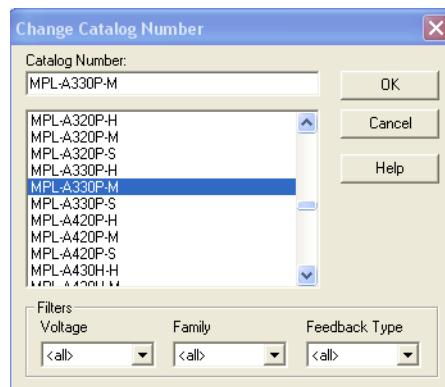 Change Catalog Number
Catalog Number:
MPL-A330P-M
OK
MPL-A320P-H
MPL-A320P-M
MPL-A320P-S
MPL-A330P-H
MPL-A330P-M
MPL-A330P-S
MPL-A420P-H
MPL-A420P-M
MPL-A420P-S
MPL-A430H-H
Cancel
Help
Filters
Voltage Family Feedback Type
<all> <all> <all>